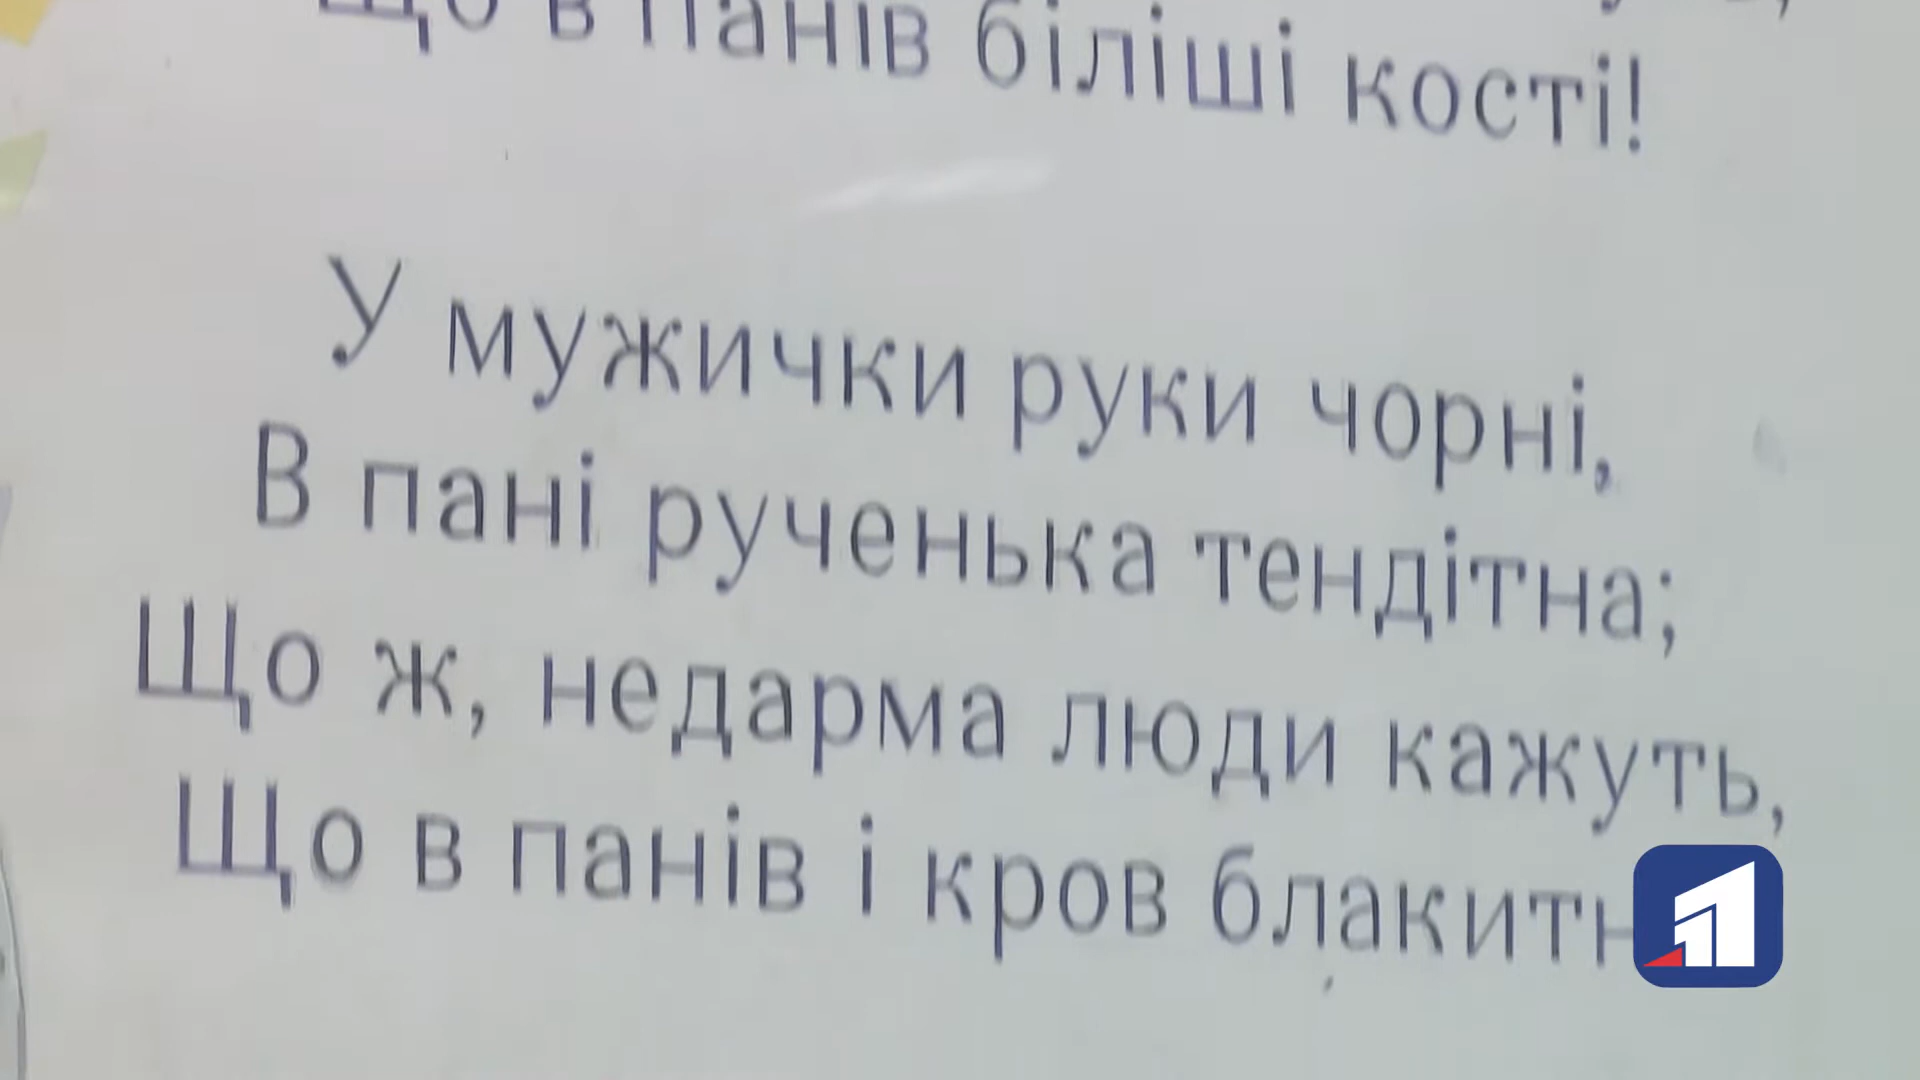 Що в панів біліші кості!
У мужички руки чорні,
В пані рученька тендітна;
Що ж, недарма люди кажуть,
Що в панів і кров